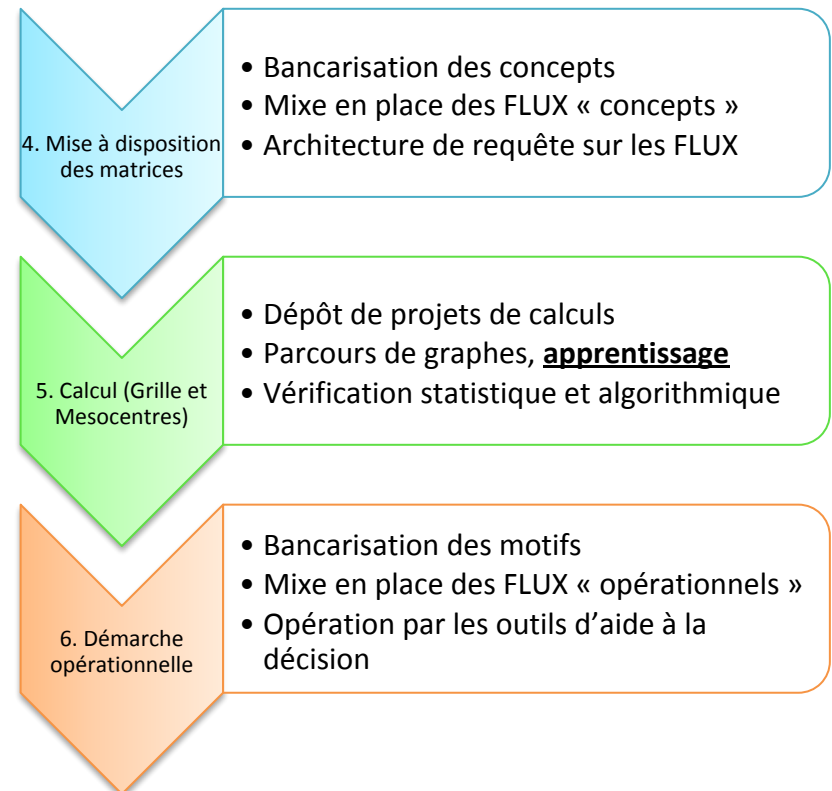 4. Mise à disposition
des matrices
• Bancarisation des concepts
• Mixe en place des FLUX « concepts »
• Architecture de requête sur les FLUX
5. Calcul (Grille et
Mesocentres)
• Dépôt de projets de calculs
• Parcours de graphes, apprentissage
• Vérification statistique et algorithmique
6. Démarche
opérationnelle
• Bancarisation des motifs
• Mixe en place des FLUX « opérationnels »
• Opération par les outils d’aide à la
décision